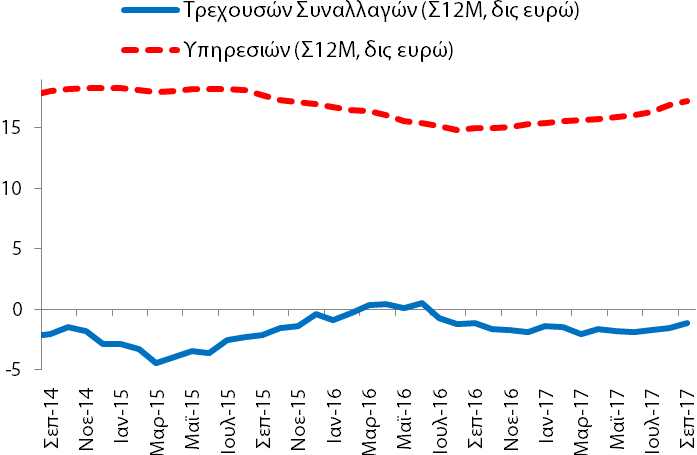 Τρεχουσών Συναλλαγών (Σ12Μ, δις ευρώ)
Υπηρεσιών (Σ12Μ, δις ευρώ)
15
10
5
0
-5
Σεπ-14
Νοε-14
Ιαν-15
Μαρ-15
Μαϊ-15
Ιουλ-15
Σεπ-15
Νοε-15
Ιαν-16
Μαρ-16
Μαϊ-16
Ιουλ-16
Σεπ-16
Νοε-16
Ιαν-17
Μαρ-17
Μαϊ-17
Ιουλ-17
Σεπ-17